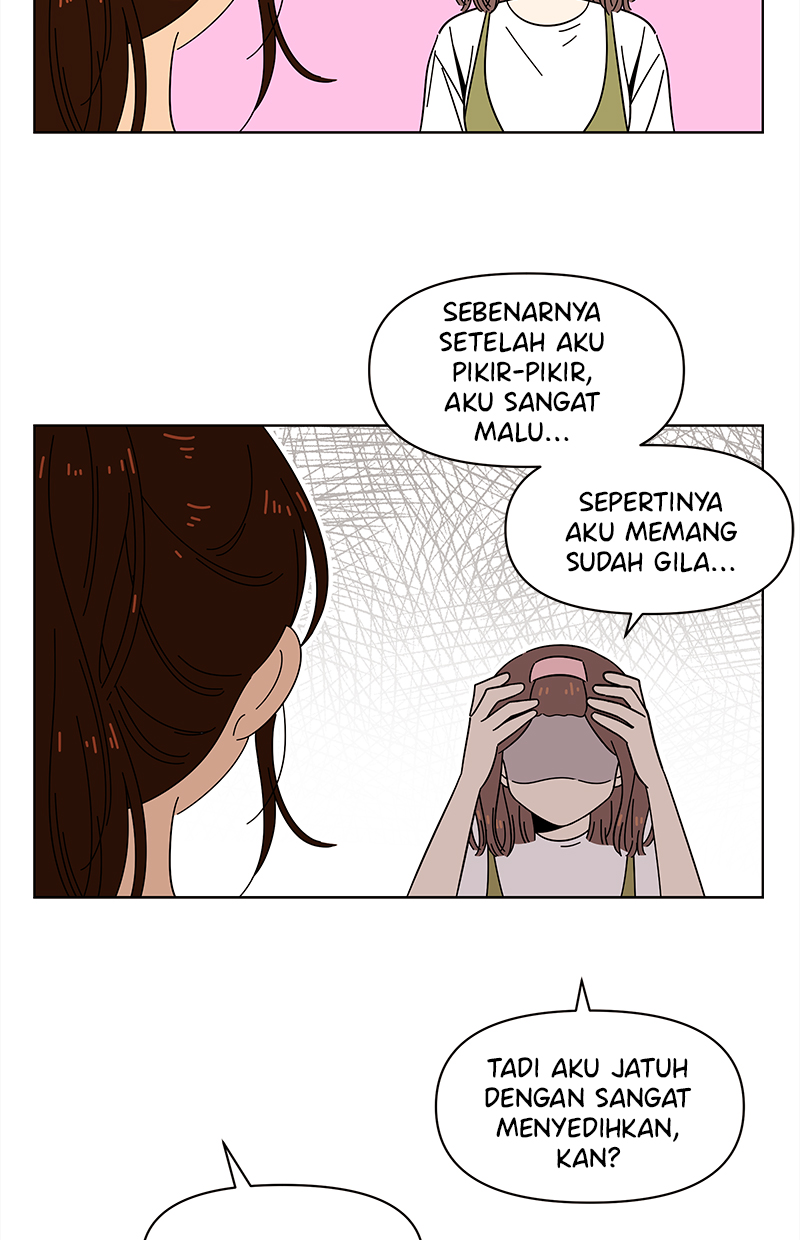 SEBENARNYA
SETELAH AKU
PIKIR-PIKIR,
AKU SANGAT
MALU...
SEPERTINYA
AKU MEMANG
SUDAH GILA...
TADI AKU JATUH
DENGAN SANGAT
MENYEDIHKAN,
KAN?